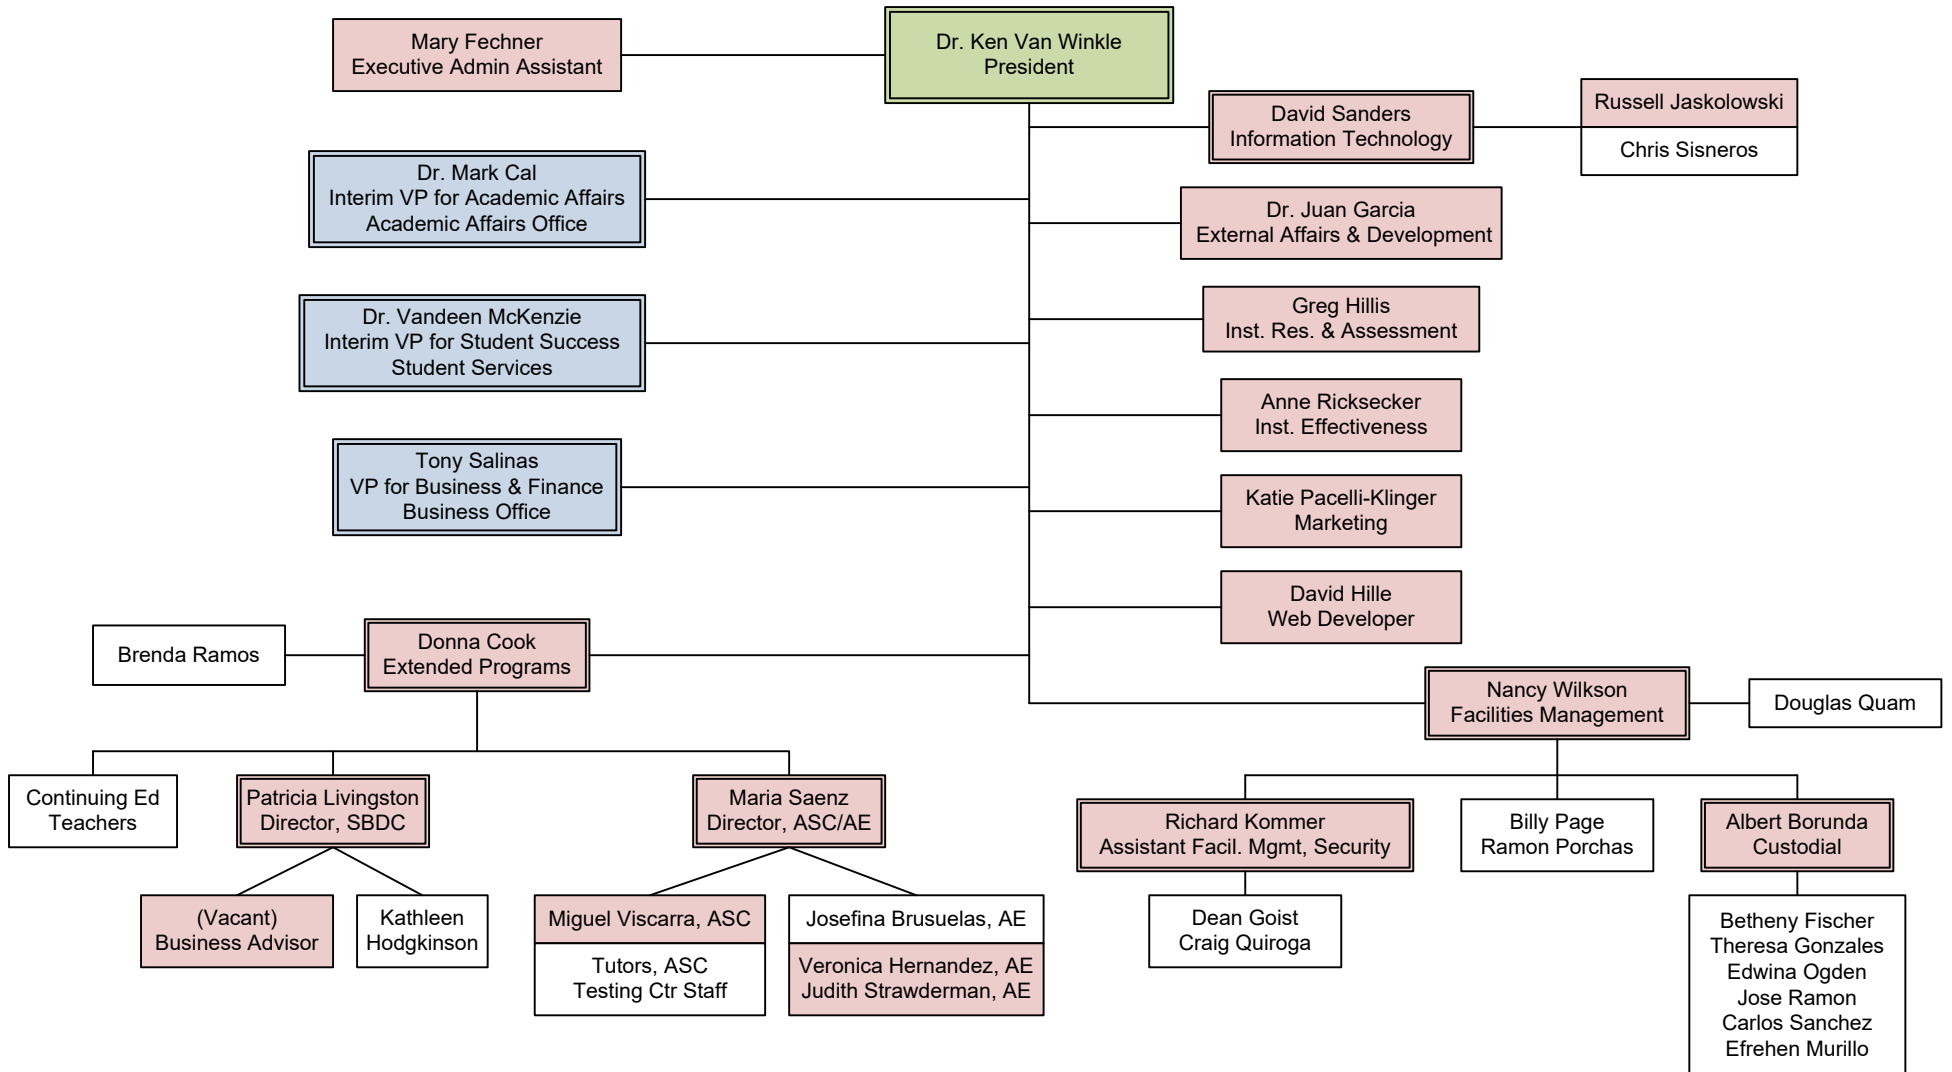 Mary Fechner
Executive Admin Assistant
Dr. Ken Van Winkle
President
David Sanders
Information Technology
Russell Jaskolowski
Chris Sisneros
Dr. Mark Cal
Interim VP for Academic Affairs
Academic Affairs Office
Dr. Juan Garcia
External Affairs & Development
Dr. Vandeen McKenzie
Interim VP for Student Success
Student Services
Greg Hillis
Inst. Res. & Assessment
Anne Ricksecker
Inst. Effectiveness
Tony Salinas
VP for Business & Finance
Business Office
Katie Pacelli-Klinger
Marketing
David Hille
Web Developer
Brenda Ramos
Donna Cook
Extended Programs
Nancy Wilkson
Facilities Management
Douglas Quam
Continuing Ed
Teachers
Patricia Livingston
Director, SBDC
Maria Saenz
Director, ASC/AE
Richard Kommer
Assistant Facil. Mgmt, Security
Billy Page
Ramon Porchas
Albert Borunda
Custodial
(Vacant)
Business Advisor
Kathleen
Hodgkinson
Miguel Viscarra, ASC
Tutors, ASC
Testing Ctr Staff
Josefina Brusuelas, AE
Veronica Hernandez, AE
Judith Strawderman, AE
Dean Goist
Craig Quiroga
Betheny Fischer
Theresa Gonzales
Edwina Ogden
Jose Ramon
Carlos Sanchez
Efrehen Murillo